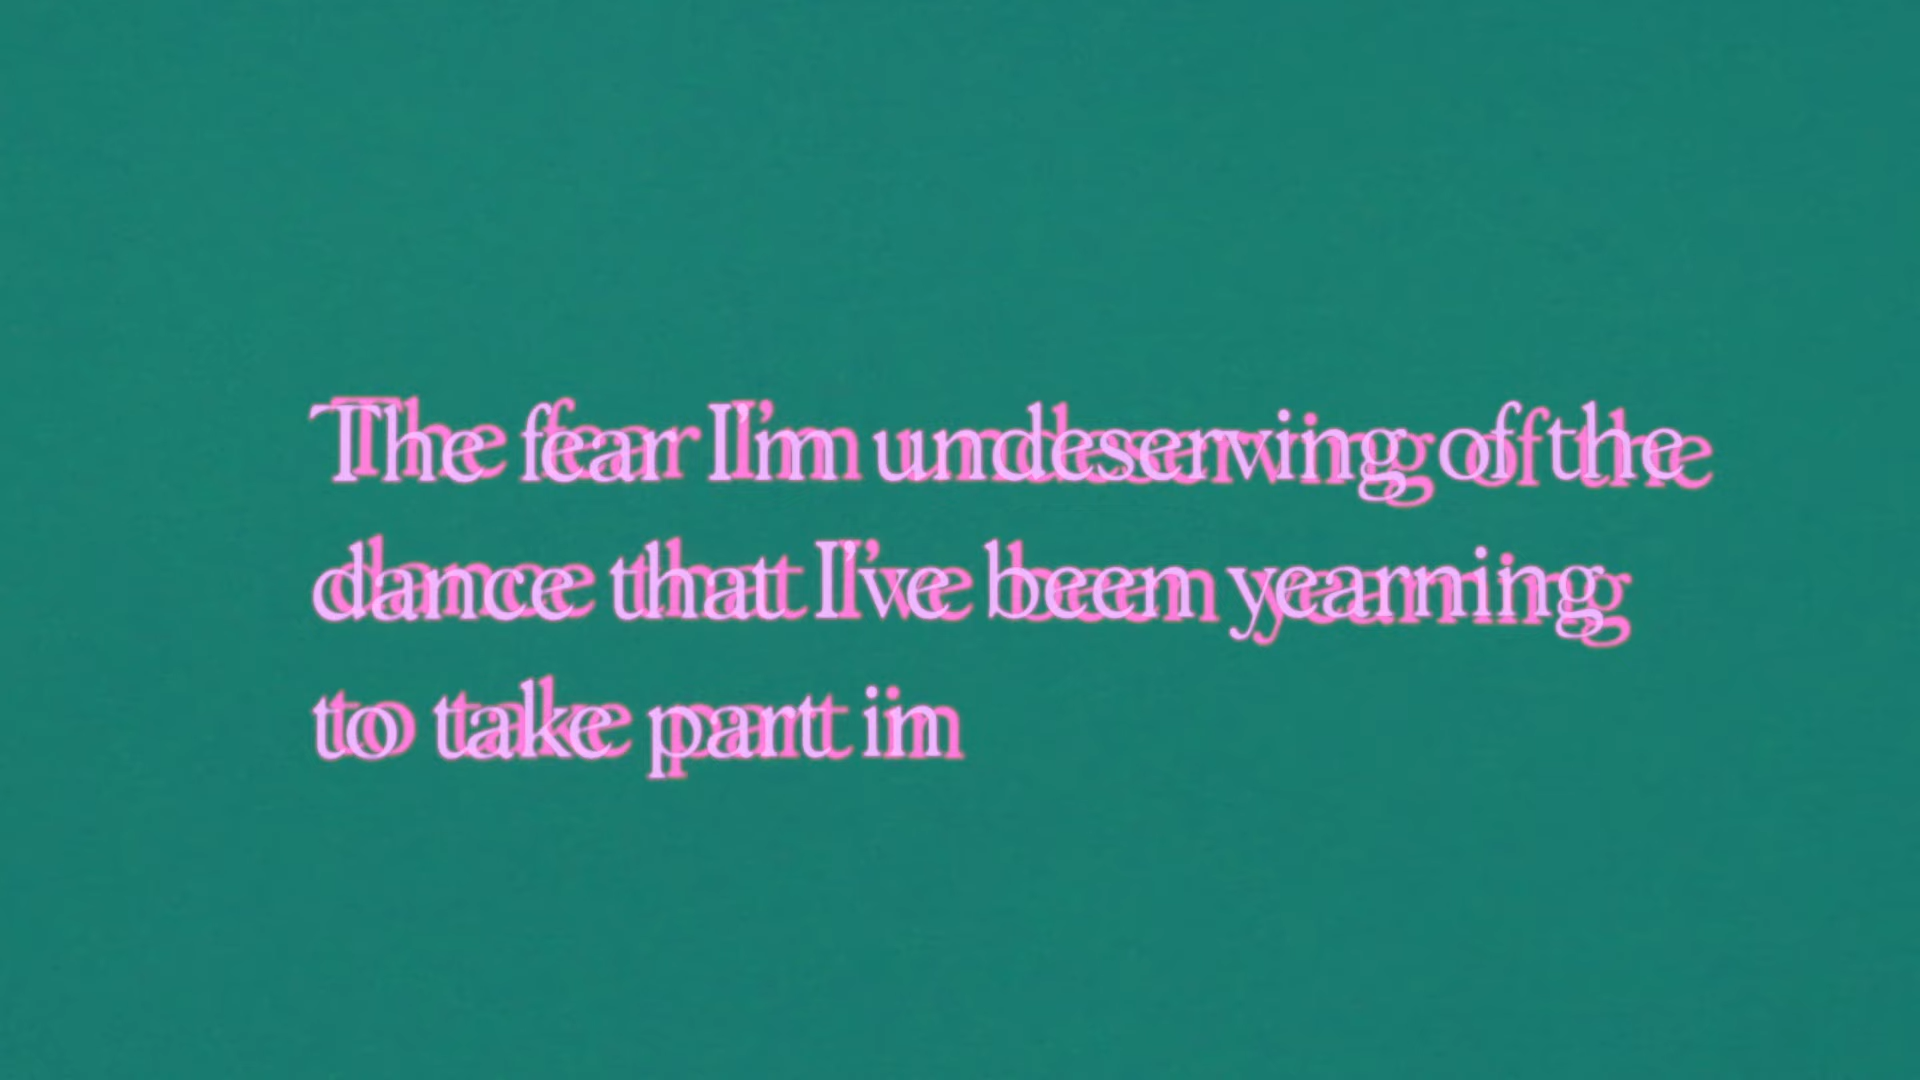 The fear I'm undeserving of the
dance that I've been yearning
to take part in